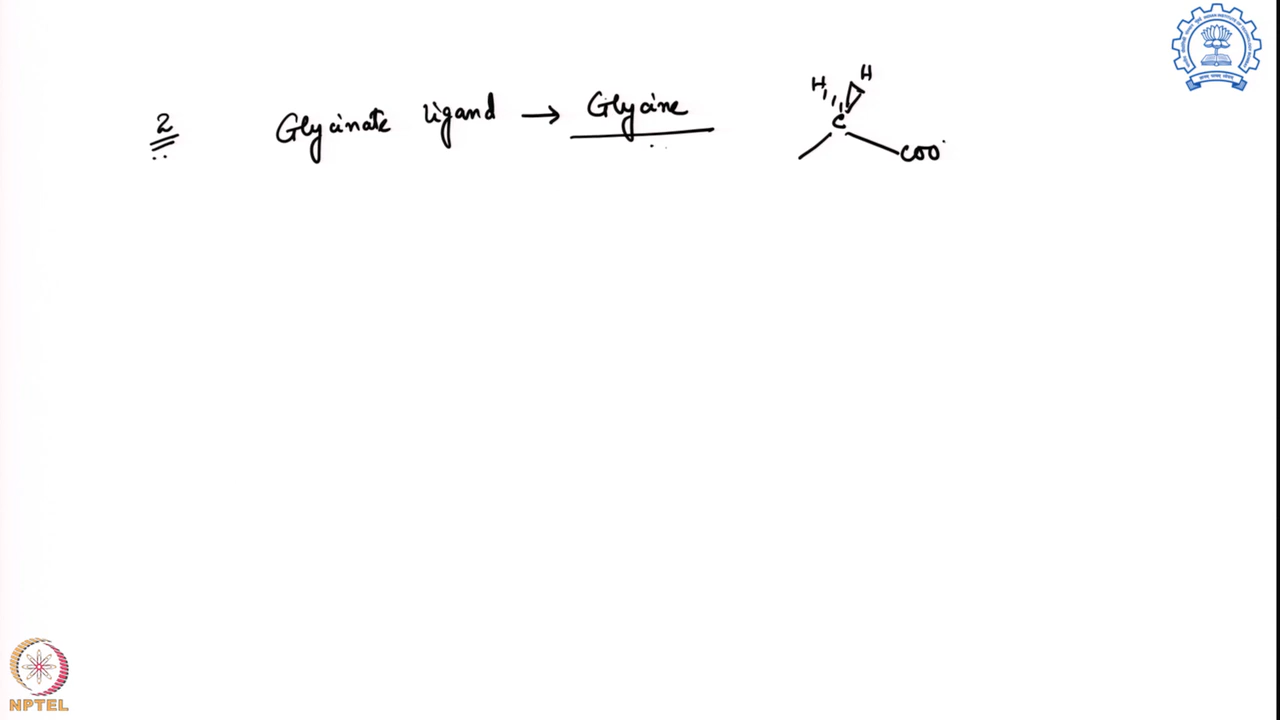 2 Glycinate ligand → Glycine
H H
C
COO
NPTEL